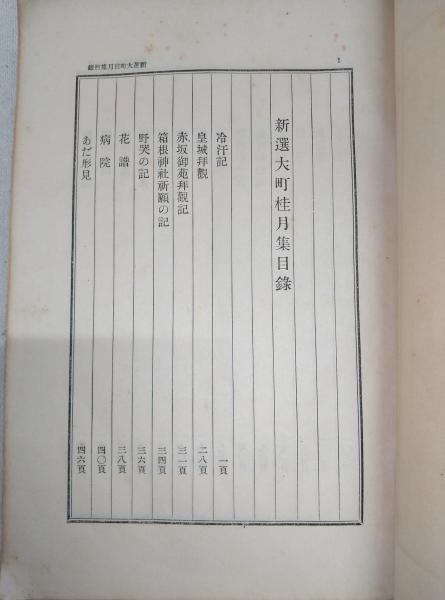 1
新選大町桂月集目錄
新選大町桂月集目錄
冷汗記 一頁
皇城拜觀 二八頁
赤坂御苑拜觀記 三一頁
箱根神社祈願の記 三四頁
野哭の記 三六頁
花譜 三八頁
病院 四〇頁
あだ形見 四六頁